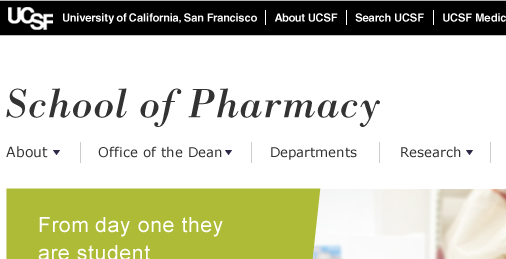 UCSF University of California, San Francisco About UCSF Search UCSF UCSF Medic
School of Pharmacy
About Office of the Dean Departments Research
From day one they
are student